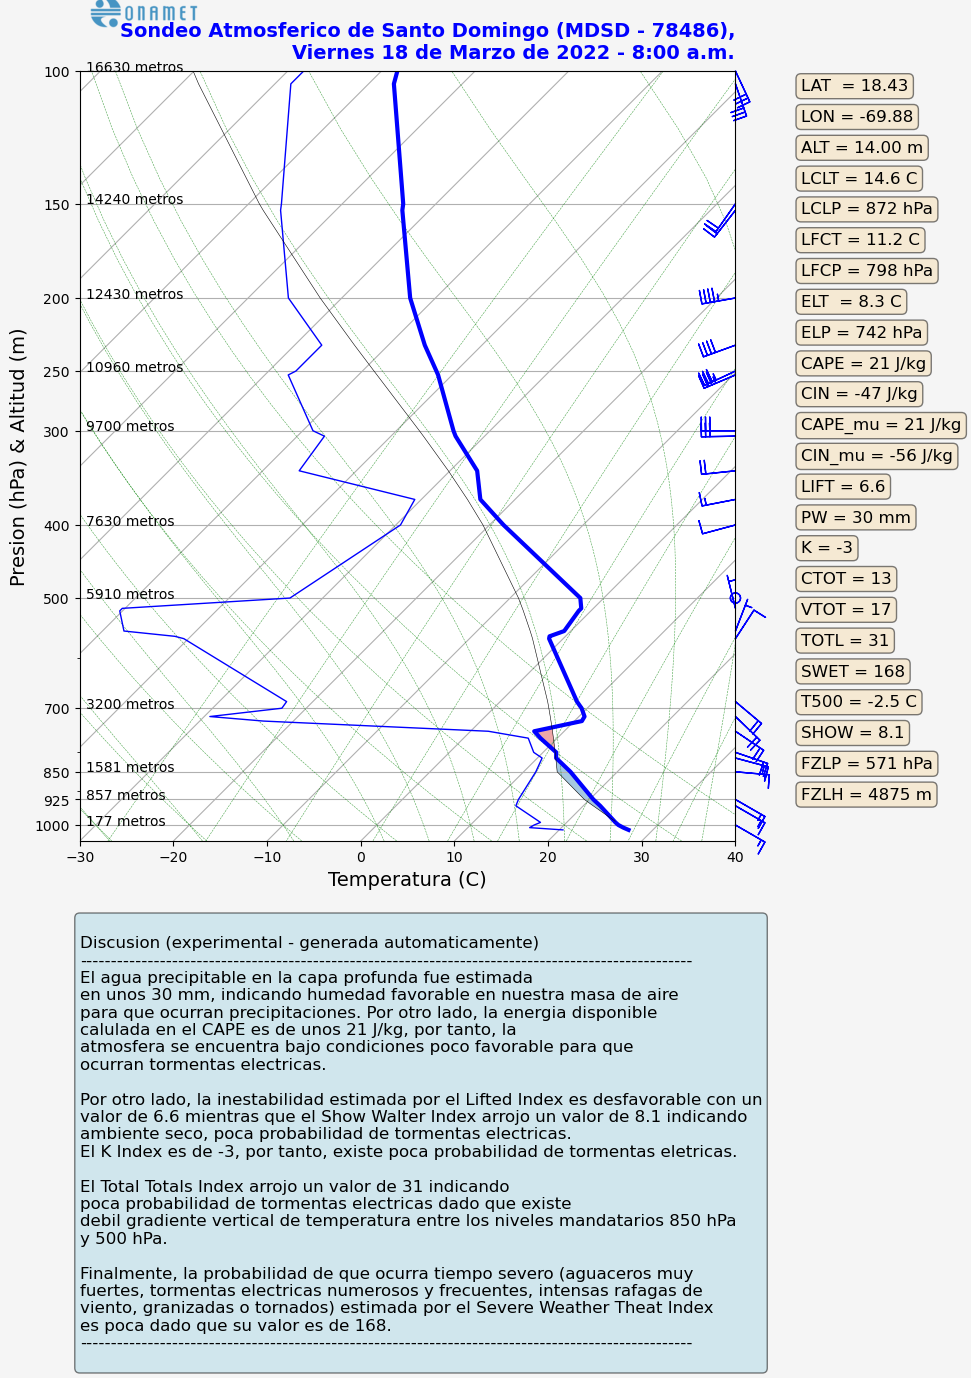 ONAMET
Sondeo Atmosferico de Santo Domingo (MDSD - 78486),
Viernes 18 de Marzo de 2022 - 8:00 a.m.
Presion (hPa) & Altitud (m)
100 16630 metros
150 14240 metros
200 12430 metros
250 10960 metros
300 9700 metros
400 7630 metros
500 5910 metros
700 3200 metros
850 1581 metros
925 857 metros
1000 177 metros
−30 −20 −10 0 10 20 30 40
Temperatura (C)
LAT  = 18.43
LON = -69.88
ALT = 14.00 m
LCLT = 14.6 C
LCLP = 872 hPa
LFCT = 11.2 C
LFCP = 798 hPa
ELT  = 8.3 C
ELP = 742 hPa
CAPE = 21 J/kg
CIN = -47 J/kg
CAPE_mu = 21 J/kg
CIN_mu = -56 J/kg
LIFT = 6.6
PW = 30 mm
K = -3
CTOT = 13
VTOT = 17
TOTL = 31
SWET = 168
T500 = -2.5 C
SHOW = 8.1
FZLP = 571 hPa
FZLH = 4875 m
Discusion (experimental - generada automaticamente)
----------------------------------------------------------------------------------------------------
El agua precipitable en la capa profunda fue estimada
en unos 30 mm, indicando humedad favorable en nuestra masa de aire
para que ocurran precipitaciones. Por otro lado, la energia disponible
calulada en el CAPE es de unos 21 J/kg, por tanto, la
atmosfera se encuentra bajo condiciones poco favorable para que
ocurran tormentas electricas.
Por otro lado, la inestabilidad estimada por el Lifted Index es desfavorable con un
valor de 6.6 mientras que el Show Walter Index arrojo un valor de 8.1 indicando
ambiente seco, poca probabilidad de tormentas electricas.
El K Index es de -3, por tanto, existe poca probabilidad de tormentas eletricas.
El Total Totals Index arrojo un valor de 31 indicando
poca probabilidad de tormentas electricas dado que existe
debil gradiente vertical de temperatura entre los niveles mandatarios 850 hPa
y 500 hPa.
Finalmente, la probabilidad de que ocurra tiempo severo (aguaceros muy
fuertes, tormentas electricas numerosos y frecuentes, intensas rafagas de
viento, granizadas o tornados) estimada por el Severe Weather Theat Index
es poca dado que su valor es de 168.
----------------------------------------------------------------------------------------------------